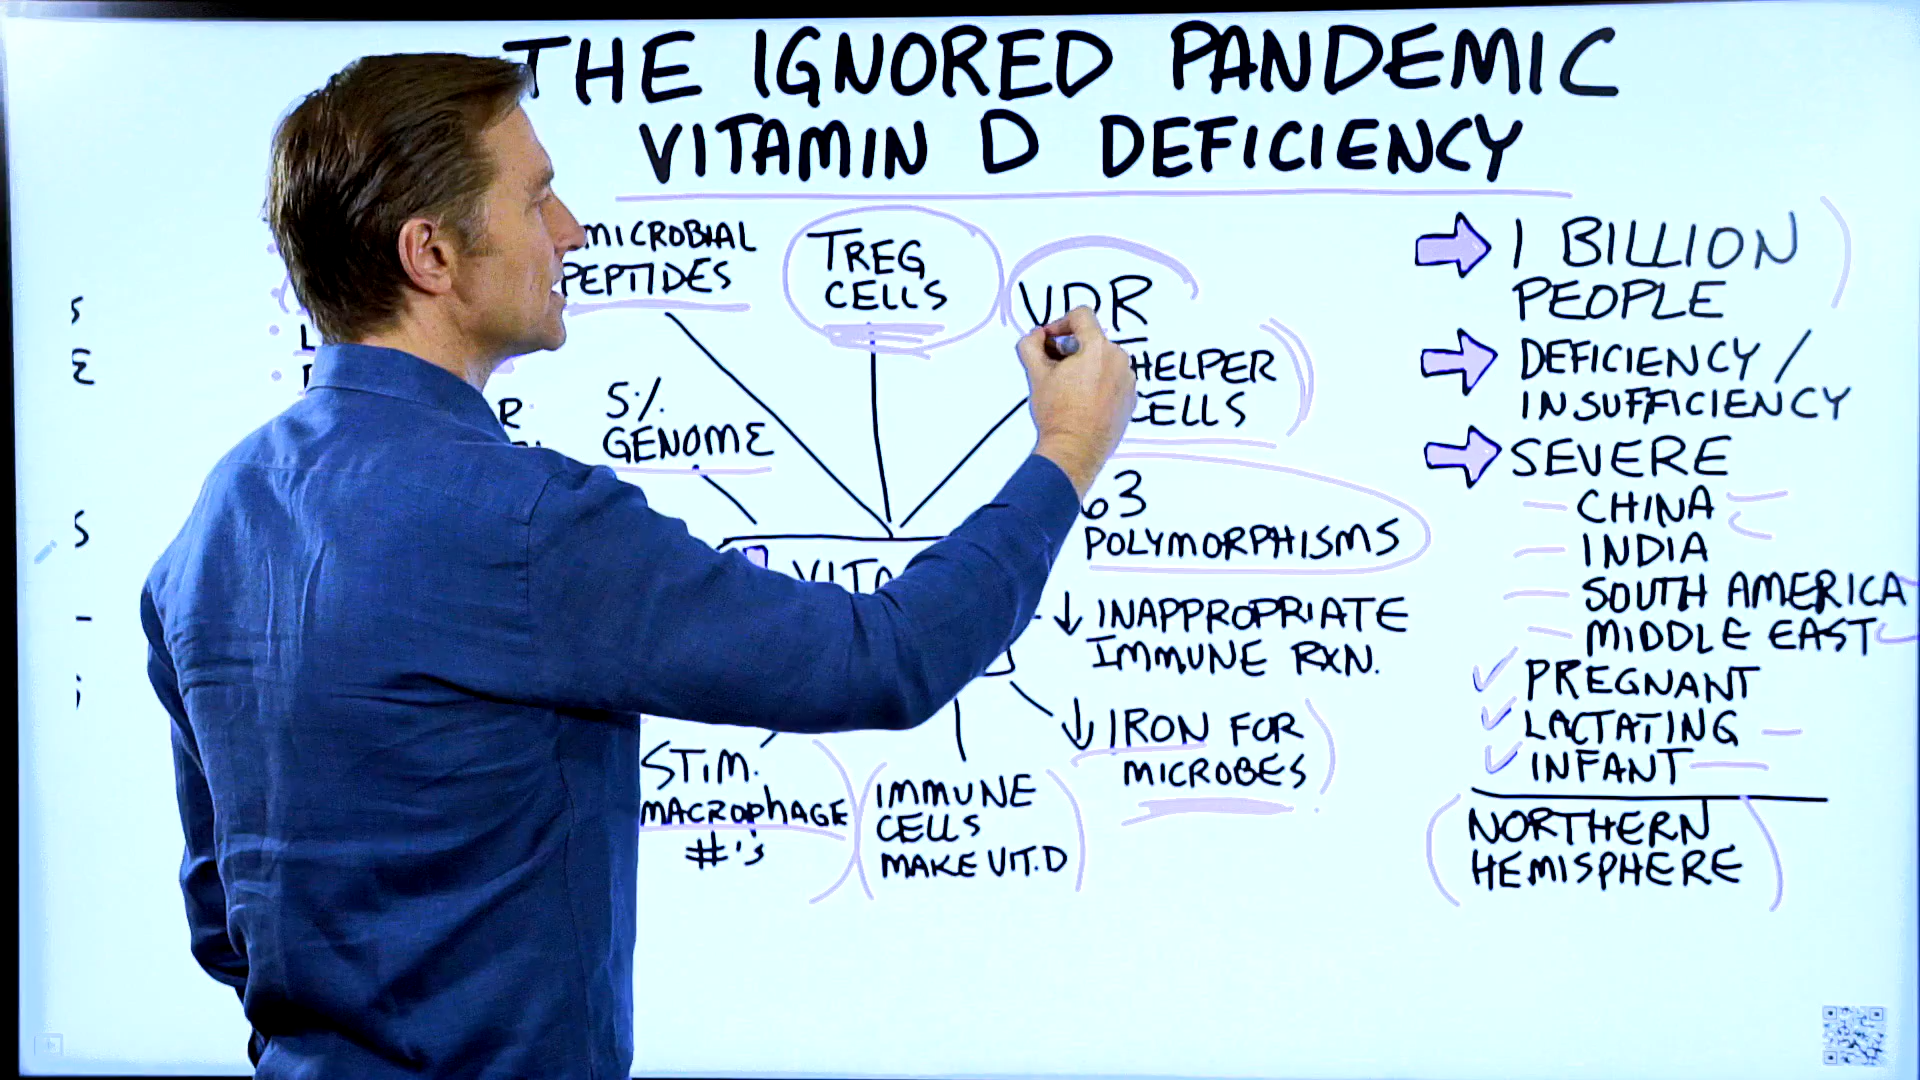 THE IGNORED PANDEMIC
VITAMIN D DEFICIENCY
MICROBIAL
PEPTIDES
TREG
CELLS
VDR
HELPER
CELLS
5%
GENOME
63
POLYMORPHISMS
↓ INAPPROPRIATE
IMMUNE RXN.
↓ IRON FOR
MICROBES
STIM.
MACROPHAGE
#'S
IMMUNE
CELLS
MAKE VIT.D
1 BILLION
PEOPLE
DEFICIENCY /
INSUFFICIENCY
SEVERE
- CHINA
- INDIA
- SOUTH AMERICA
- MIDDLE EAST
✓ PREGNANT
✓ LACTATING
✓ INFANT
NORTHERN
HEMISPHERE